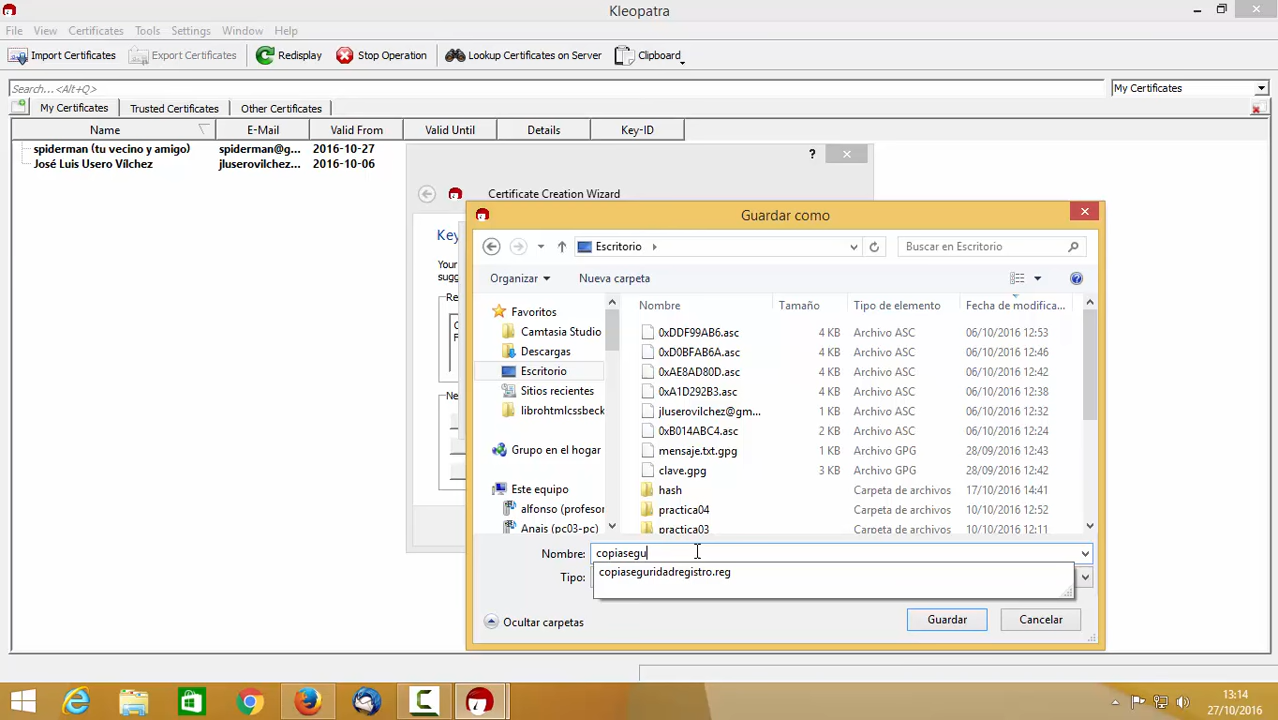 Kleopatra
File View Certificates Tools Settings Window Help
Import Certificates Export Certificates Redisplay Stop Operation Lookup Certificates on Server Clipboard
Search...<Alt+Q> My Certificates
My Certificates Trusted Certificates Other Certificates
Name E-Mail Valid From Valid Until Details Key-ID
spiderman (tu vecino y amigo) spiderman@g... 2016-10-27
José Luis Usero Vílchez jluserovilchez... 2016-10-06
?
Certificate Creation Wizard
Key
Your
sugg
Re
Ne
Guardar como
Escritorio Buscar en Escritorio
Organizar Nueva carpeta ?
Favoritos
Camtasia Studio
Descargas
Escritorio
Sitios recientes
librohtmlcssbeck
Grupo en el hogar
Este equipo
alfonso (profesor
Anais (pc03-pc)
Nombre Tamaño Tipo de elemento Fecha de modifica...
0xDDF99AB6.asc 4 KB Archivo ASC 06/10/2016 12:53
0xD0BFAB6A.asc 4 KB Archivo ASC 06/10/2016 12:46
0xAE8AD80D.asc 4 KB Archivo ASC 06/10/2016 12:42
0xA1D292B3.asc 4 KB Archivo ASC 06/10/2016 12:38
jluserovilchez@gm... 1 KB Archivo ASC 06/10/2016 12:32
0xB014ABC4.asc 2 KB Archivo ASC 06/10/2016 12:24
mensaje.txt.gpg 1 KB Archivo GPG 28/09/2016 12:43
clave.gpg 3 KB Archivo GPG 28/09/2016 12:42
hash Carpeta de archivos 17/10/2016 14:41
practica04 Carpeta de archivos 10/10/2016 12:52
practica03 Carpeta de archivos 10/10/2016 12:11
Nombre: copiasegu
copiaseguridadregistro.reg
Tipo:
Ocultar carpetas Guardar Cancelar
13:14
27/10/2016